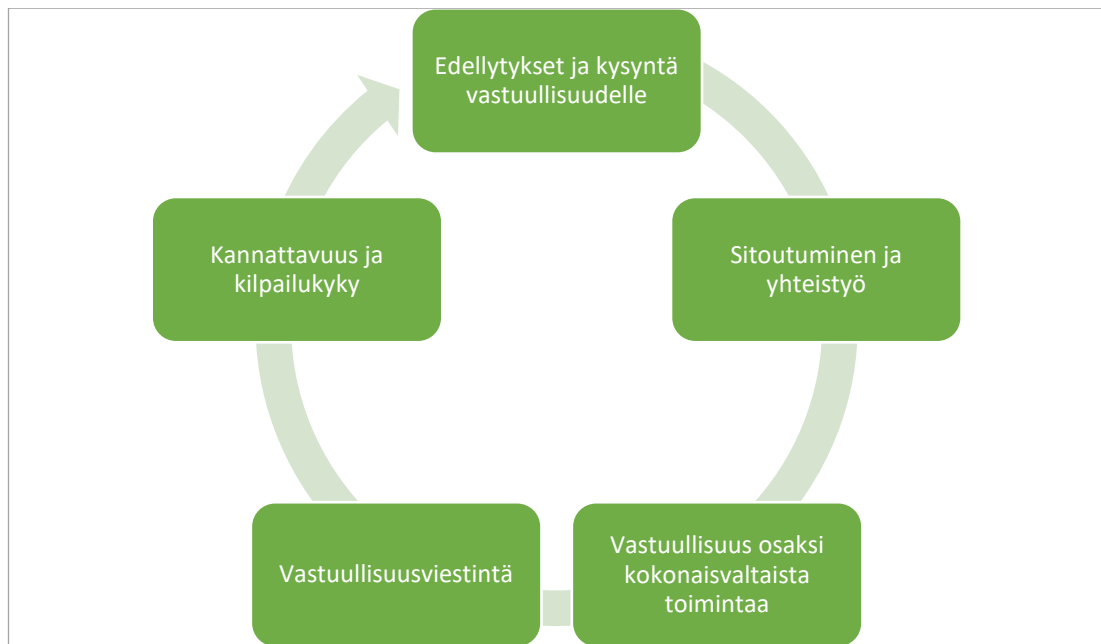 Edellytykset ja kysyntä
vastuullisuudelle
Sitoutuminen ja
yhteistyö
Vastuullisuus osaksi
kokonaisvaltaista
toimintaa
Vastuullisuusviestintä
Kannattavuus ja
kilpailukyky